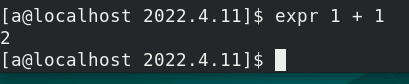 [a@localhost 2022.4.11]$ expr 1 + 1
2
[a@localhost 2022.4.11]$